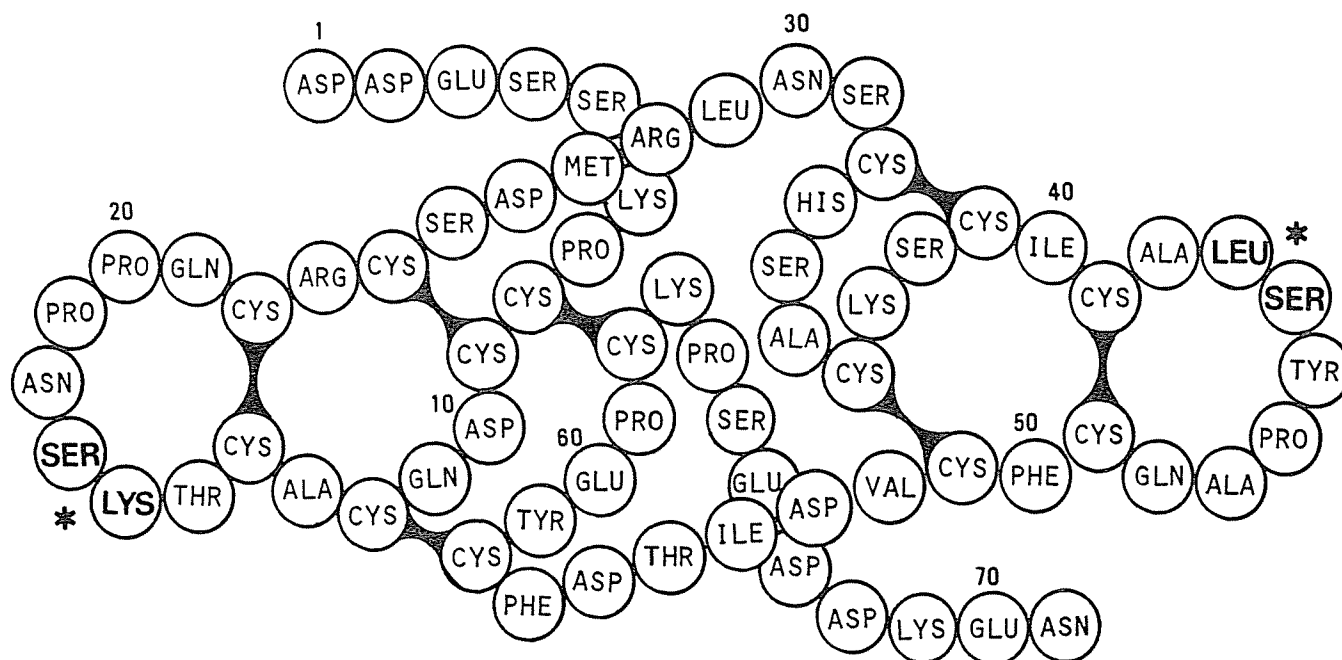 1
ASP
ASP
GLU
SER
SER
LYS
PRO
CYS
CYS
10
ASP
GLN
CYS
ALA
CYS
THR
LYS
*
SER
ASN
PRO
20
PRO
GLN
CYS
ARG
CYS
SER
ASP
MET
ARG
LEU
30
ASN
SER
CYS
HIS
SER
ALA
CYS
LYS
SER
CYS
40
ILE
CYS
ALA
LEU
*
SER
TYR
PRO
ALA
GLN
CYS
50
PHE
CYS
VAL
ASP
ILE
THR
ASP
PHE
CYS
TYR
60
GLU
PRO
CYS
LYS
PRO
SER
GLU
ASP
ASP
LYS
70
GLU
ASN